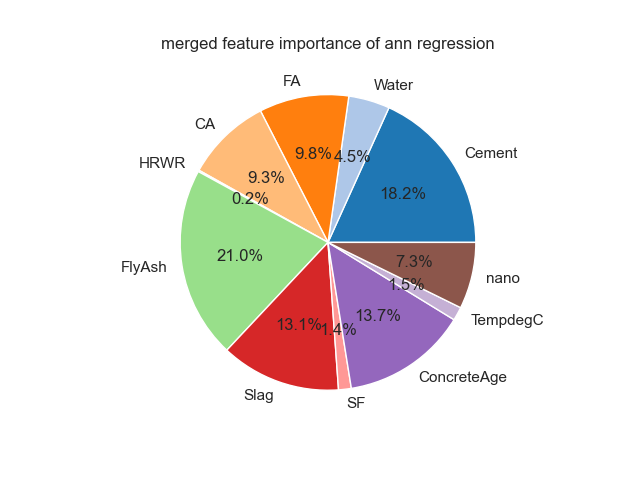 merged feature importance of ann regression
FA
Water
CA
Cement
HRWR
FlyAsh
nano
TempdegC
ConcreteAge
Slag
SF
9.8%
4.5%
9.3%
18.2%
0.2%
21.0%
7.3%
1.5%
13.7%
13.1%
1.4%